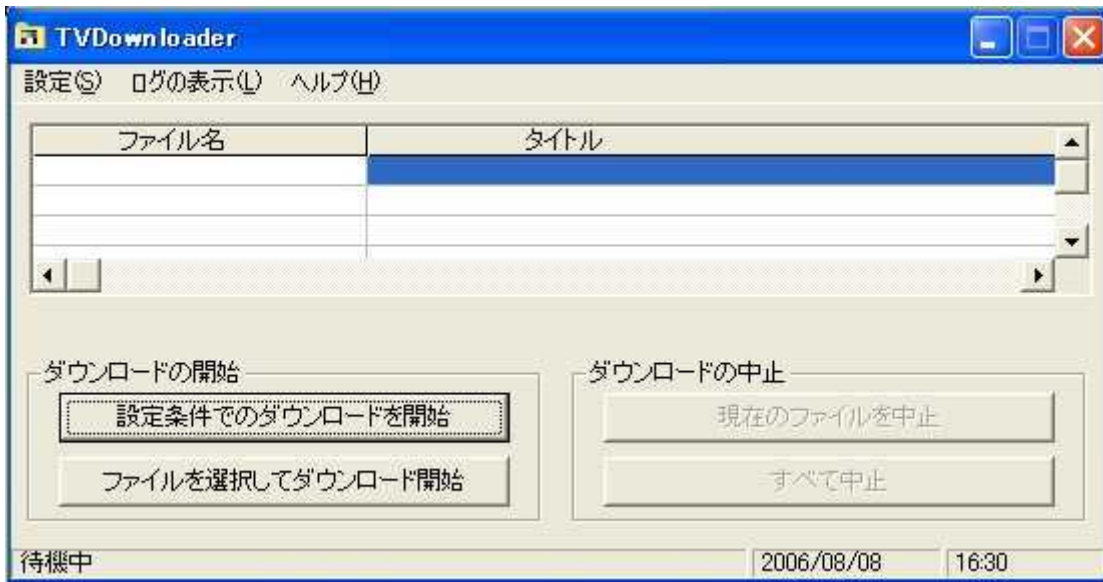 TVDownloader
設定(S) ログの表示(L) ヘルプ(H)
ファイル名 タイトル
ダウンロードの開始
設定条件でのダウンロードを開始
ファイルを選択してダウンロード開始
ダウンロードの中止
現在のファイルを中止
すべて中止
待機中 2006/08/08 16:30